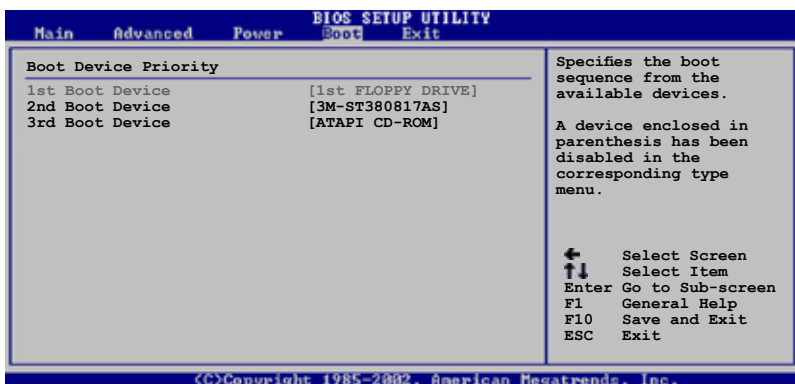 BIOS SETUP UTILITY
Main Advanced Power Boot Exit
Boot Device Priority
1st Boot Device [1st FLOPPY DRIVE]
2nd Boot Device [3M-ST380817AS]
3rd Boot Device [ATAPI CD-ROM]
Specifies the boot
sequence from the
available devices.
A device enclosed in
parenthesis has been
disabled in the
corresponding type
menu.
← Select Screen
↑↓ Select Item
Enter Go to Sub-screen
F1 General Help
F10 Save and Exit
ESC Exit
(C)Copyright 1985-2002, American Megatrends, Inc.